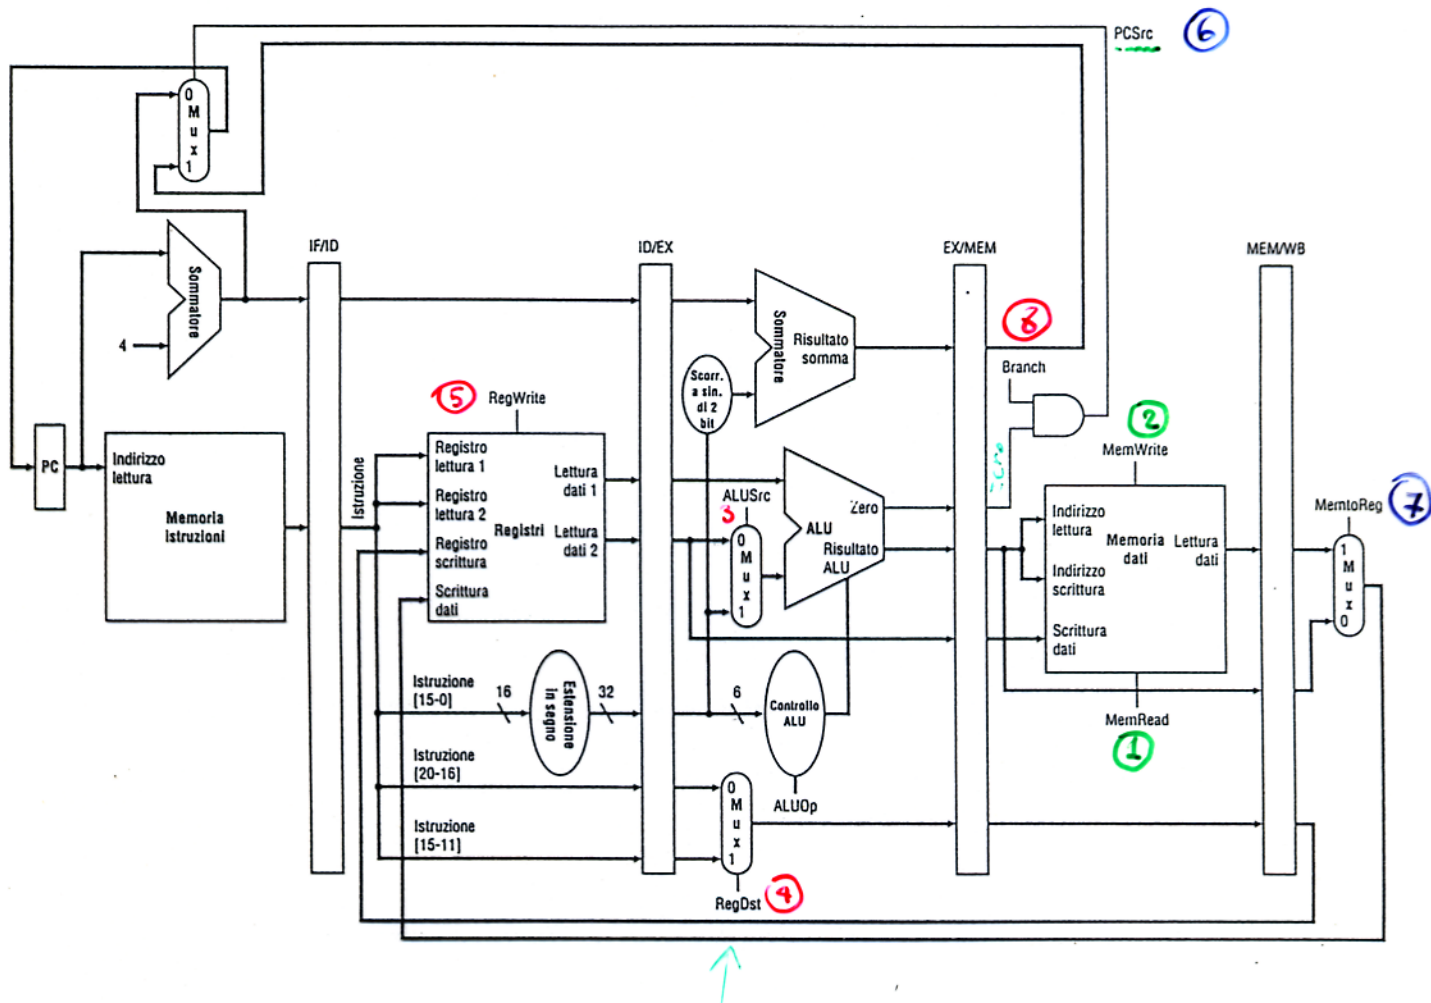 PCSrc
6
0
M
u
x
1
IF/ID
ID/EX
EX/MEM
MEM/WB
Sommatore
4
Sommatore
Risultato
somma
8
Branch
Scorr.
a sin.
di 2
bit
5
RegWrite
2
MemWrite
PC
Indirizzo
lettura
Memoria
istruzioni
Istruzione
Registro
lettura 1
Registro
lettura 2
Registro
scrittura
Scrittura
dati
Registri
Lettura
dati 1
Lettura
dati 2
ALUSrc
3
0
M
u
x
1
Zero
ALU
Risultato
ALU
Zero
Indirizzo
lettura
Indirizzo
scrittura
Scrittura
dati
Memoria
dati
Lettura
dati
MemtoReg
7
1
M
u
x
0
Istruzione
[15-0]
16
Estensione
in segno
32
6
Controllo
ALU
MemRead
1
Istruzione
[20-16]
ALUOp
0
M
u
x
1
Istruzione
[15-11]
RegDst
4